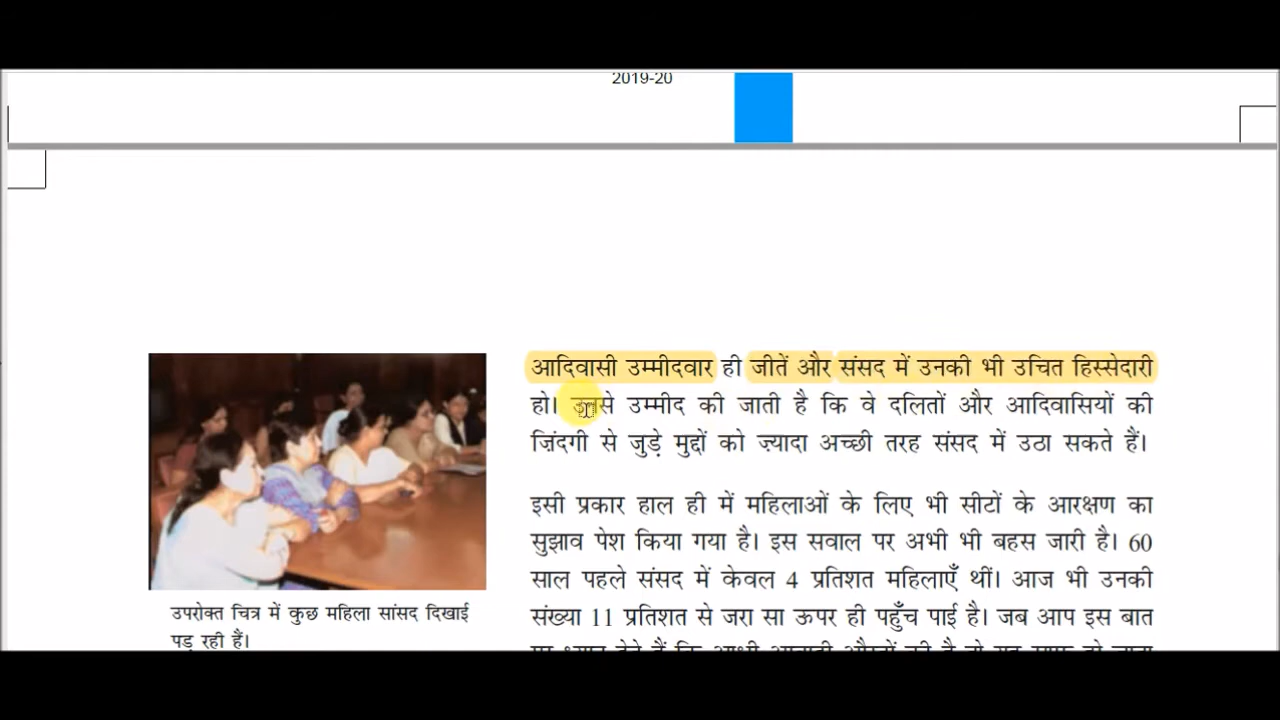 2019-20
आदिवासी उम्मीदवार ही जीतें और संसद में उनकी भी उचित हिस्सेदारी
हो। उनसे उम्मीद की जाती है कि वे दलितों और आदिवासियों की
ज़िंदगी से जुड़े मुद्दों को ज़्यादा अच्छी तरह संसद में उठा सकते हैं।
इसी प्रकार हाल ही में महिलाओं के लिए भी सीटों के आरक्षण का
सुझाव पेश किया गया है। इस सवाल पर अभी भी बहस जारी है। 60
साल पहले संसद में केवल 4 प्रतिशत महिलाएँ थीं। आज भी उनकी
संख्या 11 प्रतिशत से जरा सा ऊपर ही पहुँच पाई है। जब आप इस बात
उपरोक्त चित्र में कुछ महिला सांसद दिखाई
पड़ रही हैं।